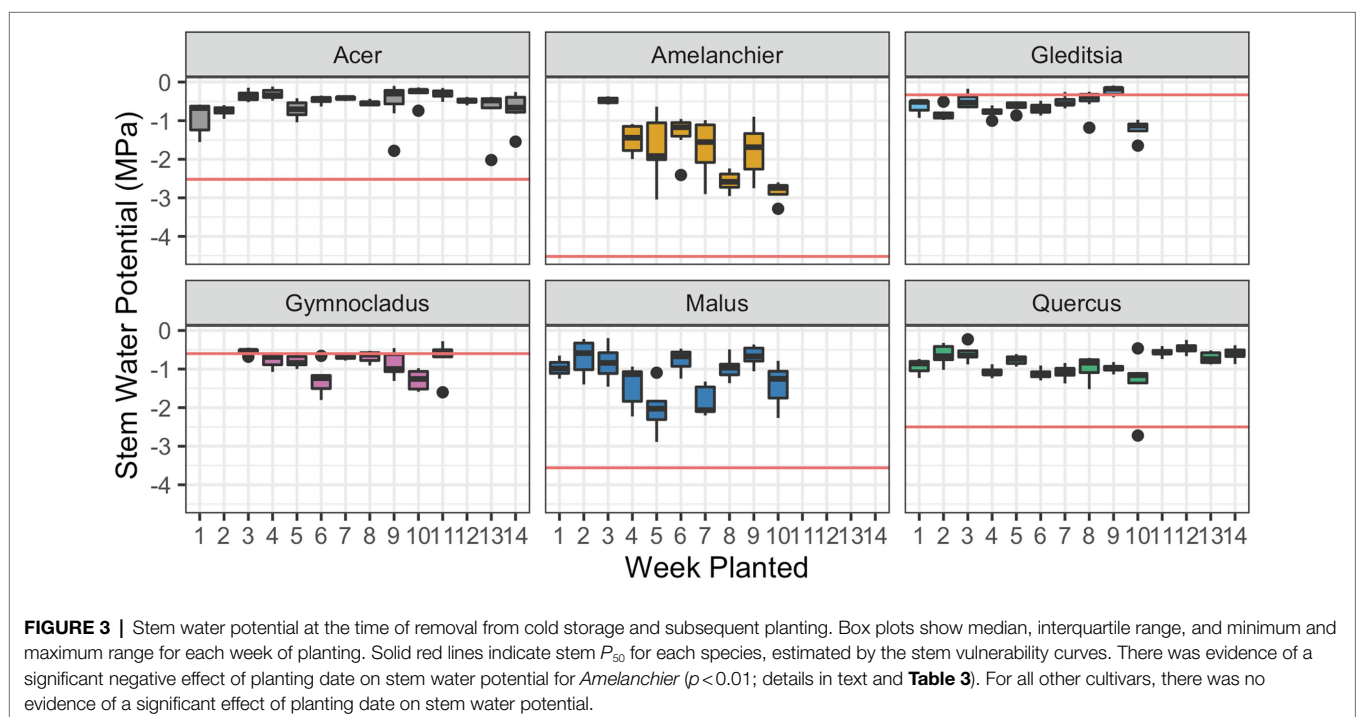 Acer Amelanchier Gleditsia
0
-1
-2
-3
-4
Gymnocladus Malus Quercus
0
-1
-2
-3
-4
Stem Water Potential (MPa)
1 2 3 4 5 6 7 8 9 10 11 12 13 14 1 2 3 4 5 6 7 8 9 10 11 12 13 14 1 2 3 4 5 6 7 8 9 10 11 12 13 14
Week Planted
FIGURE 3 | Stem water potential at the time of removal from cold storage and subsequent planting. Box plots show median, interquartile range, and minimum and
maximum range for each week of planting. Solid red lines indicate stem P50 for each species, estimated by the stem vulnerability curves. There was evidence of a
significant negative effect of planting date on stem water potential for Amelanchier (p<0.01; details in text and Table 3). For all other cultivars, there was no
evidence of a significant effect of planting date on stem water potential.